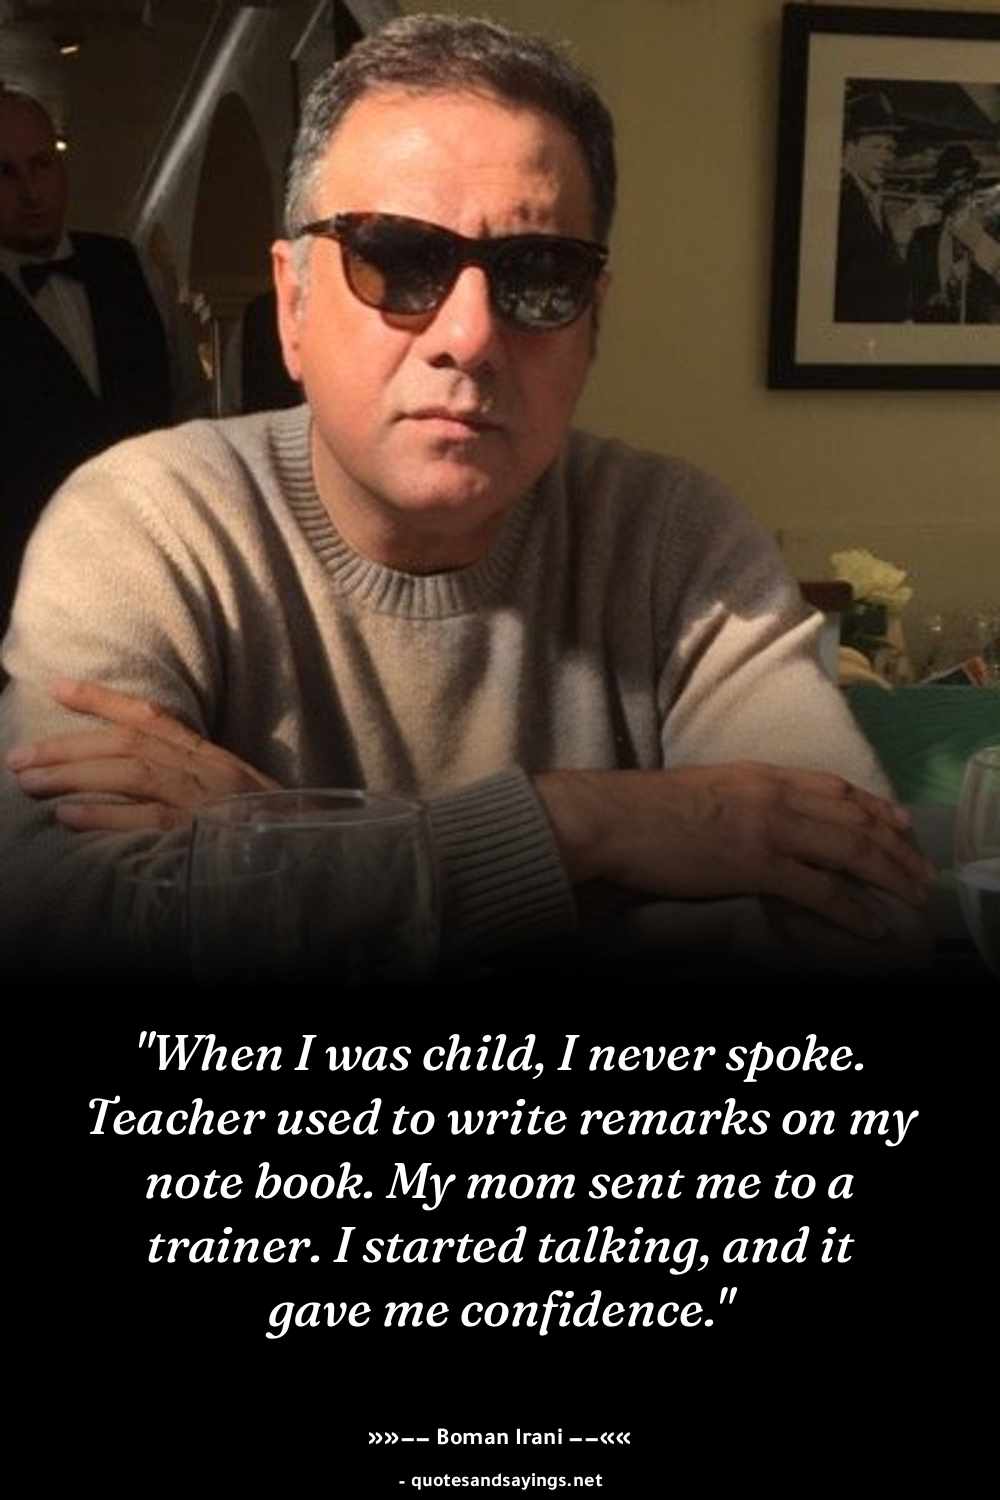 "When I was child, I never spoke.
Teacher used to write remarks on my
note book. My mom sent me to a
trainer. I started talking, and it
gave me confidence."
»»—— Boman Irani ——««
- quotesandsayings.net